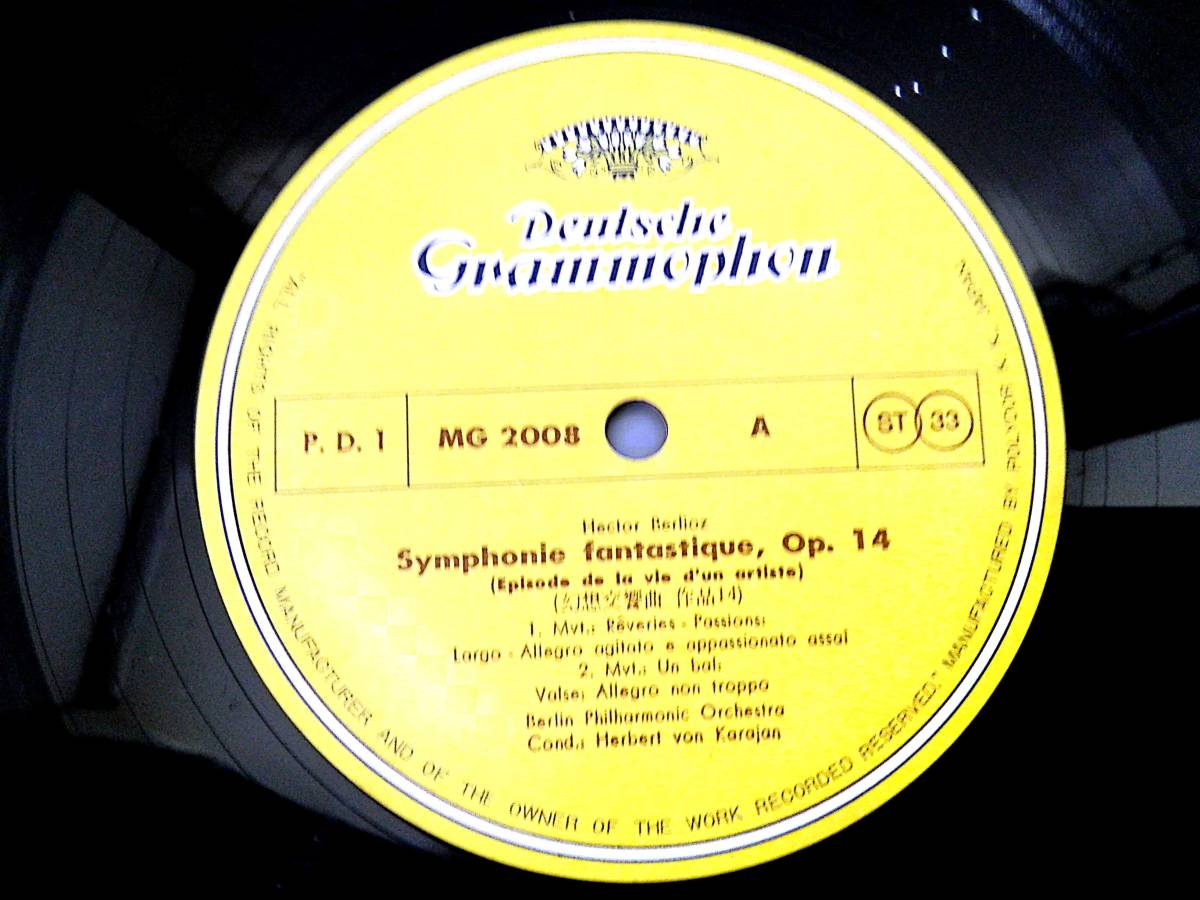 Deutsche
Grammophon
P. D. 1
MG 2008
A
ST 33
Hector Berlioz
Symphonie fantastique, Op. 14
(Episode de la vie d'un artiste)
(幻想交響曲 作品14)
1. Mvt.: Rêveries - Passions:
Largo - Allegro agitato e appassionato assai
2. Mvt.: Un bal:
Valse: Allegro non troppo
Berlin Philharmonic Orchestra
Cond.: Herbert von Karajan
"ALL RIGHTS OF THE RECORD MANUFACTURER AND OF THE OWNER OF THE WORK RECORDED RESERVED." MANUFACTURED BY POLYDOR K. K. JAPAN